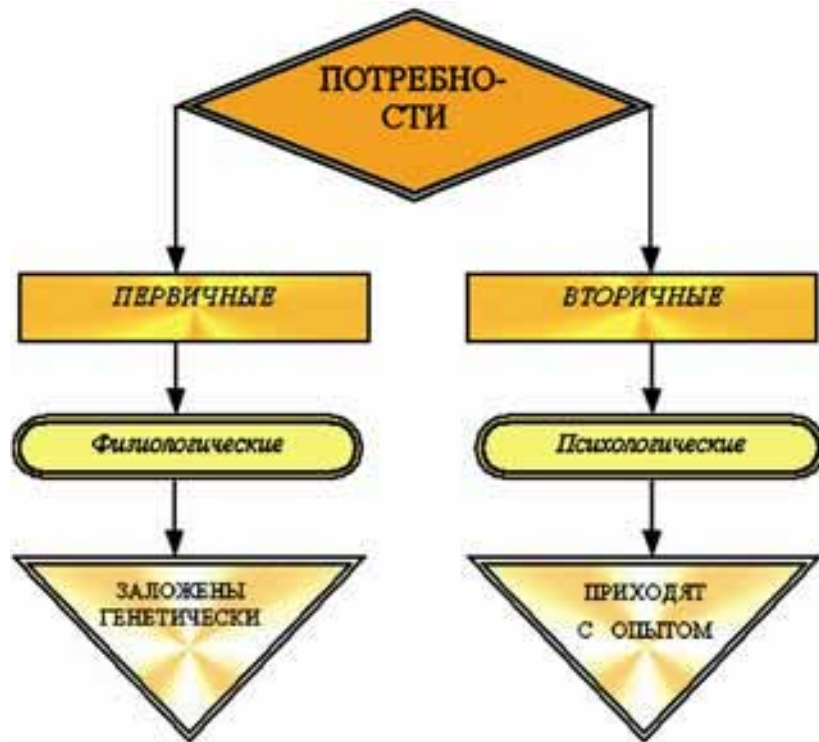 ПОТРЕБНО-
СТИ
ПЕРВИЧНЫЕ
ВТОРИЧНЫЕ
Физиологические
Психологические
ЗАЛОЖЕНЫ
ГЕНЕТИЧЕСКИ
ПРИХОДЯТ
С ОПЫТОМ